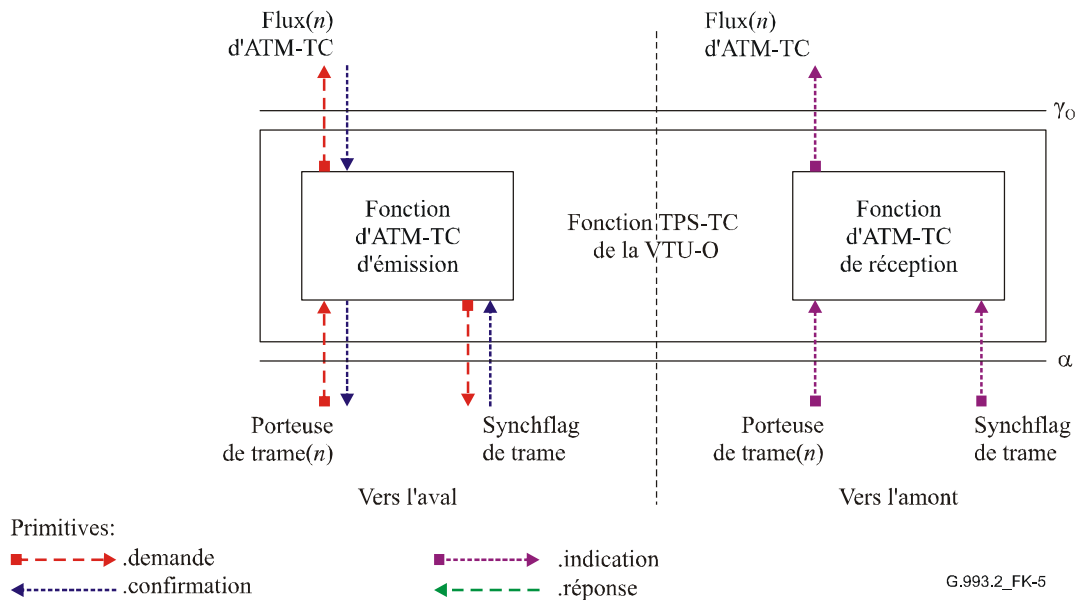 Flux(n)
d'ATM-TC
Flux(n)
d'ATM-TC
γO
Fonction
d'ATM-TC
d'émission
Fonction TPS-TC
de la VTU-O
Fonction
d'ATM-TC
de réception
α
Porteuse
de trame(n)
Synchflag
de trame
Porteuse
de trame(n)
Synchflag
de trame
Vers l'aval
Vers l'amont
Primitives:
.demande
.indication
.confirmation
.réponse
G.993.2_FK-5